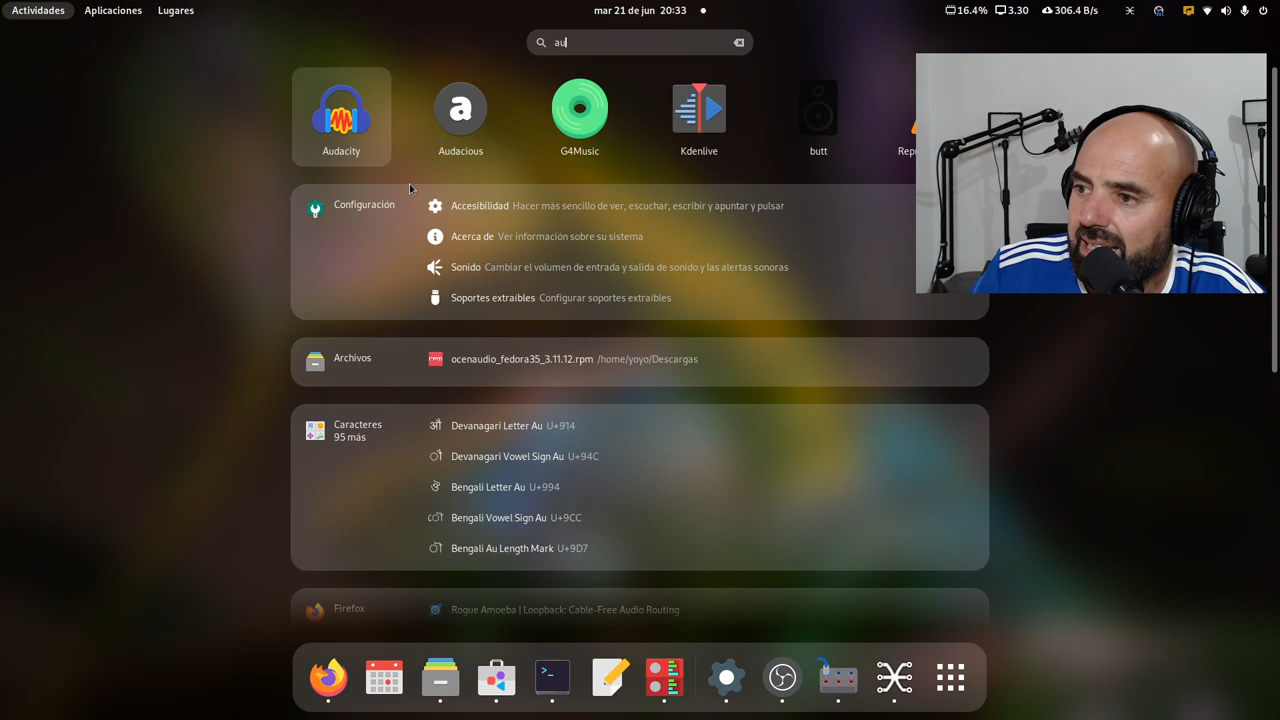 Actividades Aplicaciones Lugares mar 21 de jun 20:33 16.4% 3.30 306.4 B/s
au
a
Audacity Audacious G4Music Kdenlive butt
Configuración
Accesibilidad Hacer más sencillo de ver, escuchar, escribir y apuntar y pulsar
Acerca de Ver información sobre su sistema
Sonido Cambiar el volumen de entrada y salida de sonido y las alertas sonoras
Soportes extraíbles Configurar soportes extraíbles
Archivos
rpm ocenaudio_fedora35_3.11.12.rpm /home/yoyo/Descargas
Caracteres
95 más
औ Devanagari Letter Au U+914
ौ Devanagari Vowel Sign Au U+94C
ঔ Bengali Letter Au U+994
ৌ Bengali Vowel Sign Au U+9CC
ৗ Bengali Au Length Mark U+9D7
Firefox
Rogue Amoeba | Loopback: Cable-Free Audio Routing
>_